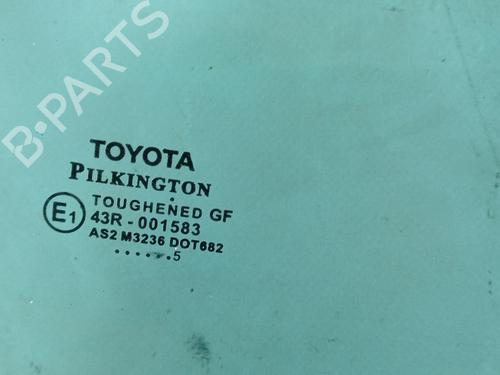 B-PARTS
TOYOTA
PILKINGTON
TOUGHENED GF
E1 43R-001583
AS2 M3236 DOT682
......5